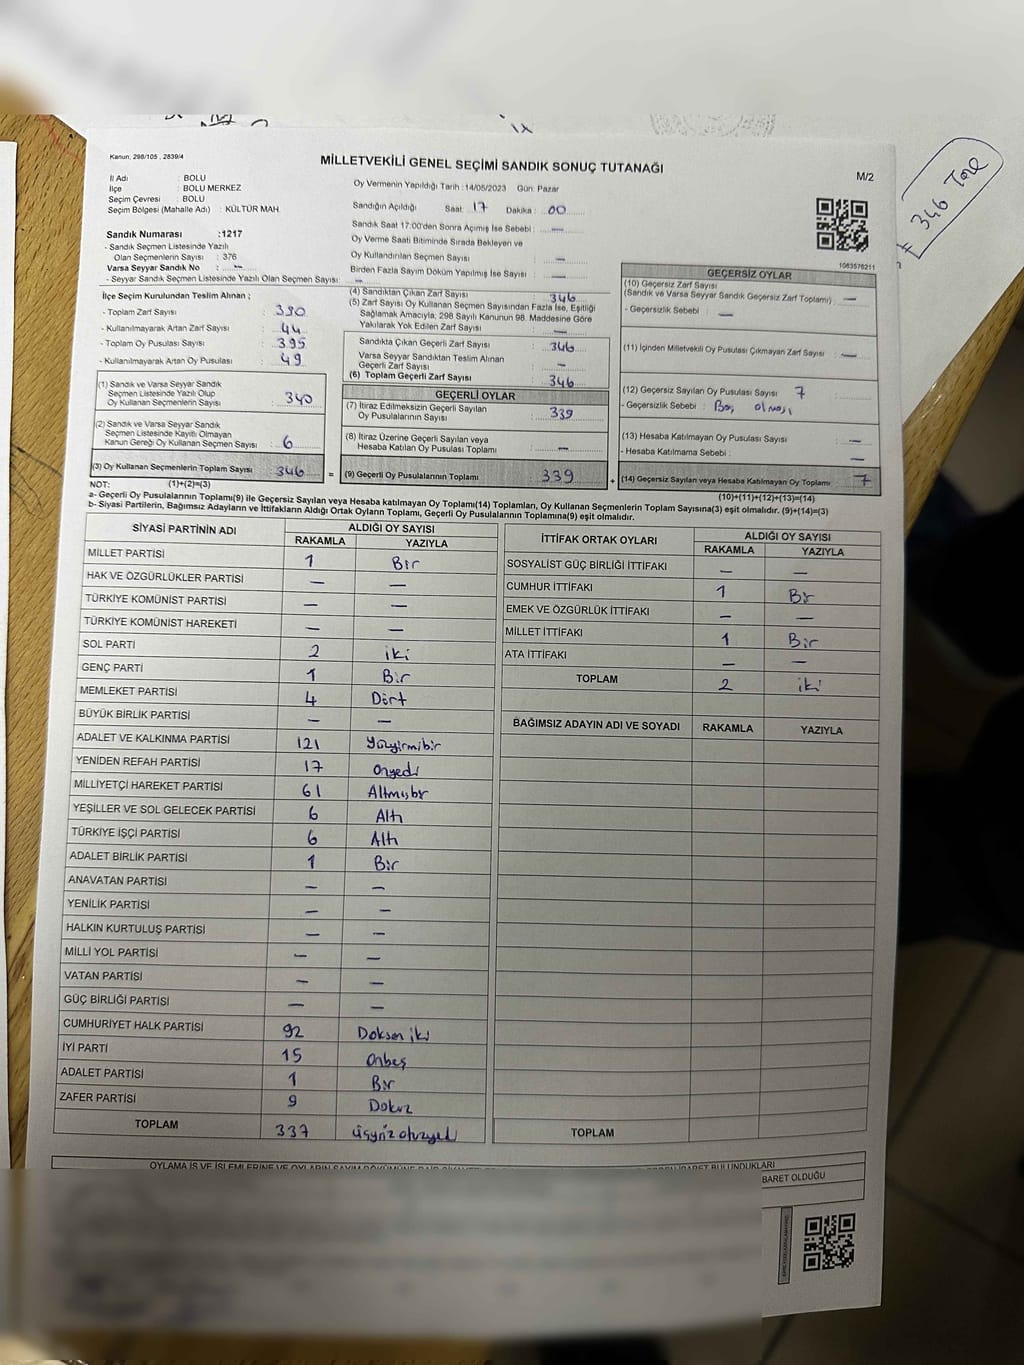 346 Tane
Kanun: 298/105 , 2839/4
MİLLETVEKİLİ GENEL SEÇİMİ SANDIK SONUÇ TUTANAĞI
M/2
İl Adı : BOLU
İlçe : BOLU MERKEZ
Seçim Çevresi : BOLU
Seçim Bölgesi (Mahalle Adı) : KÜLTÜR MAH.
Sandık Numarası :1217
- Sandık Seçmen Listesinde Yazılı
Olan Seçmenlerin Sayısı : 376
Varsa Seyyar Sandık No : —
- Seyyar Sandık Seçmen Listesinde Yazılı Olan Seçmen Sayısı : —
Oy Vermenin Yapıldığı Tarih :14/05/2023 Gün: Pazar
Sandığın Açıldığı Saat: 17 Dakika : 00
Sandık Saat 17:00'den Sonra Açılmış İse Sebebi : —
Oy Verme Saati Bitiminde Sırada Bekleyen ve
Oy Kullandırılan Seçmen Sayısı : —
Birden Fazla Sayım Döküm Yapılmış İse Sayısı : —
1063576211
İlçe Seçim Kurulundan Teslim Alınan ;
- Toplam Zarf Sayısı : 390
- Kullanılmayarak Artan Zarf Sayısı : 44
- Toplam Oy Pusulası Sayısı : 395
- Kullanılmayarak Artan Oy Pusulası : 49
(1) Sandık ve Varsa Seyyar Sandık
Seçmen Listesinde Yazılı Olup
Oy Kullanan Seçmenlerin Sayısı : 340
(2) Sandık ve Varsa Seyyar Sandık
Seçmen Listesinde Kayıtlı Olmayan
Kanun Gereği Oy Kullanan Seçmen Sayısı : 6
(3) Oy Kullanan Seçmenlerin Toplam Sayısı : 346 =
(4) Sandıktan Çıkan Zarf Sayısı : 346
(5) Zarf Sayısı Oy Kullanan Seçmen Sayısından Fazla İse, Eşitliği
Sağlamak Amacıyla; 298 Sayılı Kanunun 98. Maddesine Göre
Yakılarak Yok Edilen Zarf Sayısı : —
Sandıkta Çıkan Geçerli Zarf Sayısı : 346
Varsa Seyyar Sandıktan Teslim Alınan
Geçerli Zarf Sayısı : —
(6) Toplam Geçerli Zarf Sayısı : 346
GEÇERLİ OYLAR
(7) İtiraz Edilmeksizin Geçerli Sayılan
Oy Pusulalarının Sayısı : 339
(8) İtiraz Üzerine Geçerli Sayılan veya
Hesaba Katılan Oy Pusulası Toplamı : —
(9) Geçerli Oy Pusulalarının Toplamı : 339 +
GEÇERSİZ OYLAR
(10) Geçersiz Zarf Sayısı
(Sandık ve Varsa Seyyar Sandık Geçersiz Zarf Toplamı) : —
- Geçersizlik Sebebi : —
(11) İçinden Milletvekili Oy Pusulası Çıkmayan Zarf Sayısı : —
(12) Geçersiz Sayılan Oy Pusulası Sayısı : 7
- Geçersizlik Sebebi : Boş olması
(13) Hesaba Katılmayan Oy Pusulası Sayısı : —
- Hesaba Katılmama Sebebi : —
(14) Geçersiz Sayılan veya Hesaba Katılmayan Oy Toplamı : 7
NOT: (1)+(2)=(3)
(10)+(11)+(12)+(13)=(14)
a- Geçerli Oy Pusulalarının Toplamı(9) ile Geçersiz Sayılan veya Hesaba katılmayan Oy Toplamı(14) Toplamları, Oy Kullanan Seçmenlerin Toplam Sayısına(3) eşit olmalıdır. (9)+(14)=(3)
b- Siyasi Partilerin, Bağımsız Adayların ve İttifakların Aldığı Ortak Oyların Toplamı, Geçerli Oy Pusulalarının Toplamına(9) eşit olmalıdır.
SİYASİ PARTİNİN ADI ALDIĞI OY SAYISI
RAKAMLA YAZIYLA
MİLLET PARTİSİ 1 Bir
HAK VE ÖZGÜRLÜKLER PARTİSİ — —
TÜRKİYE KOMÜNİST PARTİSİ — —
TÜRKİYE KOMÜNİST HAREKETİ — —
SOL PARTİ 2 iki
GENÇ PARTİ 1 Bir
MEMLEKET PARTİSİ 4 Dört
BÜYÜK BİRLİK PARTİSİ — —
ADALET VE KALKINMA PARTİSİ 121 Yüzyirmibir
YENİDEN REFAH PARTİSİ 17 Onyedi
MİLLİYETÇİ HAREKET PARTİSİ 61 Altmışbir
YEŞİLLER VE SOL GELECEK PARTİSİ 6 Altı
TÜRKİYE İŞÇİ PARTİSİ 6 Altı
ADALET BİRLİK PARTİSİ 1 Bir
ANAVATAN PARTİSİ — —
YENİLİK PARTİSİ — —
HALKIN KURTULUŞ PARTİSİ — —
MİLLİ YOL PARTİSİ — —
VATAN PARTİSİ — —
GÜÇ BİRLİĞİ PARTİSİ — —
CUMHURİYET HALK PARTİSİ 92 Doksan iki
İYİ PARTİ 15 Onbeş
ADALET PARTİSİ 1 Bir
ZAFER PARTİSİ 9 Dokuz
TOPLAM 337 üçyüz otuzyedi
İTTİFAK ORTAK OYLARI ALDIĞI OY SAYISI
RAKAMLA YAZIYLA
SOSYALİST GÜÇ BİRLİĞİ İTTİFAKI — —
CUMHUR İTTİFAKI 1 Bir
EMEK VE ÖZGÜRLÜK İTTİFAKI — —
MİLLET İTTİFAKI 1 Bir
ATA İTTİFAKI — —
TOPLAM 2 iki
BAĞIMSIZ ADAYIN ADI VE SOYADI RAKAMLA YAZIYLA
TOPLAM
OYLAMA İŞ VE İŞLEMLERİNE VE OYLARIN SAYIM DÖKÜMÜNE DAİR
BULUNDUKLARI
İBARET OLDUĞU